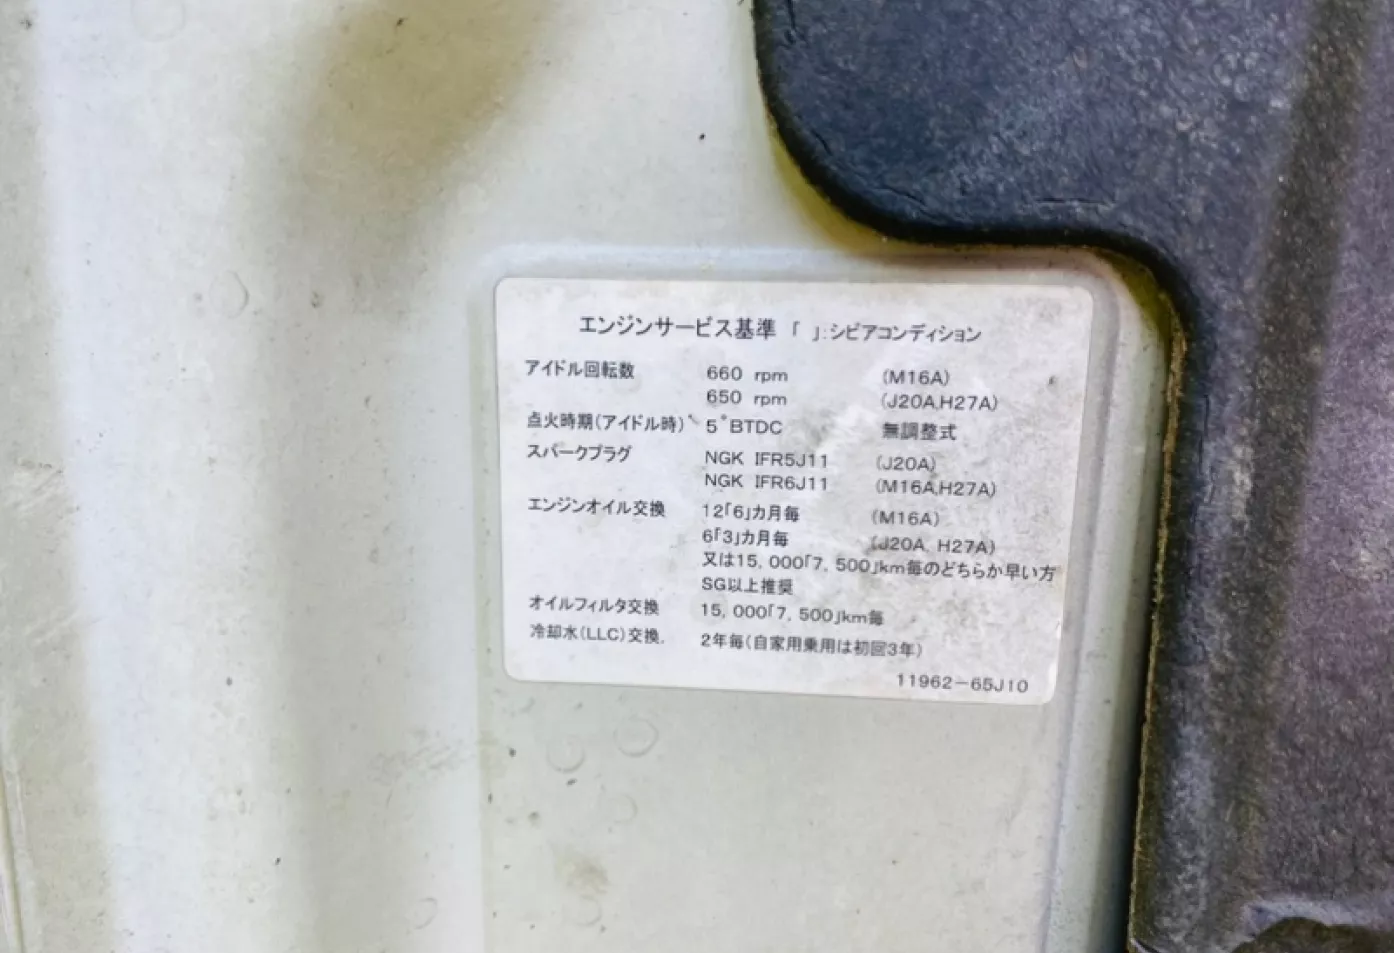 エンジンサービス基準 「 」:シビアコンディション
アイドル回転数 660 rpm (M16A)
650 rpm (J20A,H27A)
点火時期(アイドル時) 5°BTDC 無調整式
スパークプラグ NGK IFR5J11 (J20A)
NGK IFR6J11 (M16A,H27A)
エンジンオイル交換 12「6」カ月毎 (M16A)
6「3」カ月毎 (J20A, H27A)
又は15, 000「7, 500」km毎のどちらか早い方
SG以上推奨
オイルフィルタ交換 15, 000「7, 500」km毎
冷却水(LLC)交換 2年毎(自家用乗用は初回3年)
11962-65J10